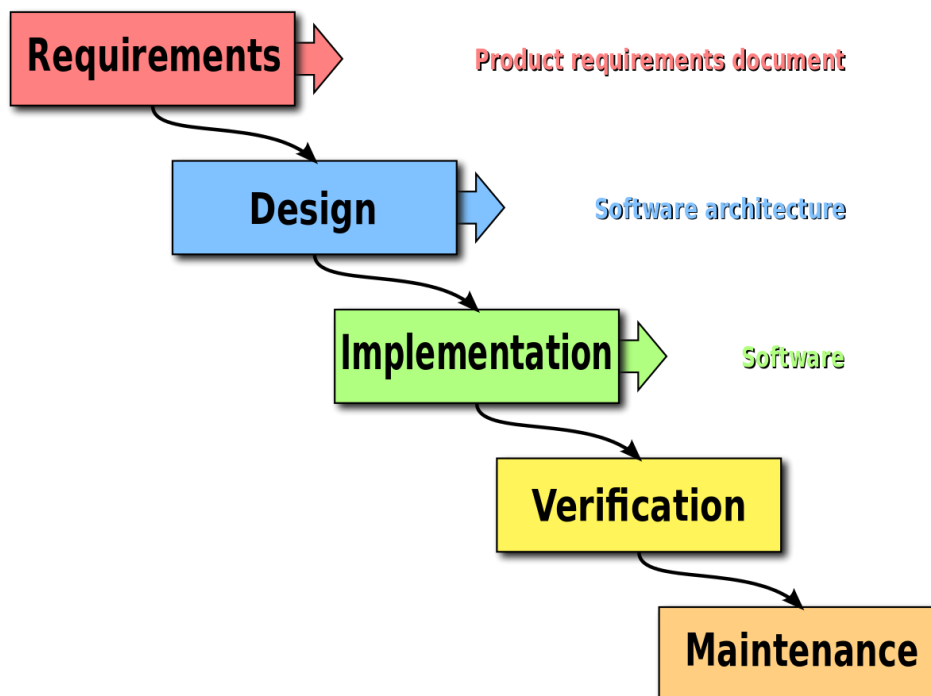 Requirements
Product requirements document
Design
Software architecture
Implementation
Software
Verification
Maintenance